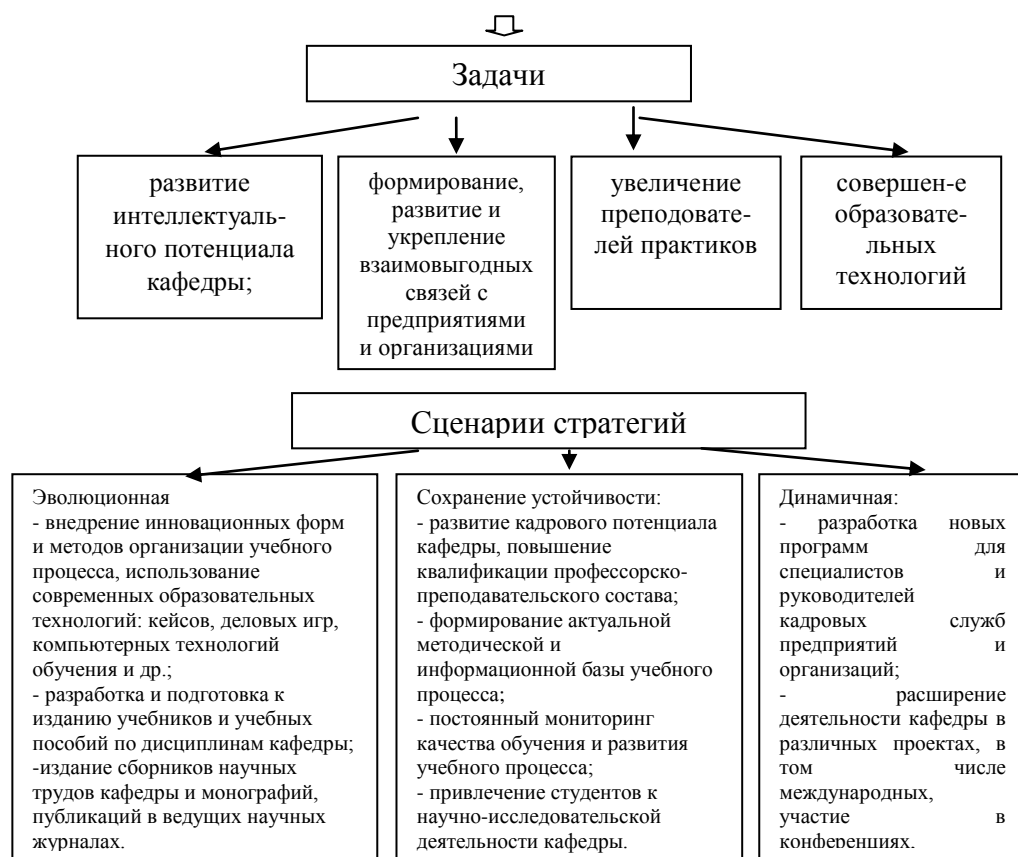 Задачи
развитие
интеллектуаль-
ного потенциала
кафедры;
формирование,
развитие и
укрепление
взаимовыгодных
связей с
предприятиями
и организациями
увеличение
преподовате-
лей практиков
совершен-е
образовате-
льных
технологий
Сценарии стратегий
Эволюционная
- внедрение инновационных форм
и методов организации учебного
процесса, использование
современных образовательных
технологий: кейсов, деловых игр,
компьютерных технологий
обучения и др.;
- разработка и подготовка к
изданию учебников и учебных
пособий по дисциплинам кафедры;
-издание сборников научных
трудов кафедры и монографий,
публикаций в ведущих научных
журналах.
Сохранение устойчивости:
- развитие кадрового потенциала
кафедры, повышение
квалификации профессорско-
преподавательского состава;
- формирование актуальной
методической и
информационной базы учебного
процесса;
- постоянный мониторинг
качества обучения и развития
учебного процесса;
- привлечение студентов к
научно-исследовательской
деятельности кафедры.
Динамичная:
- разработка новых
программ для
специалистов и
руководителей
кадровых служб
предприятий и
организаций;
- расширение
деятельности кафедры в
различных проектах, в
том числе
международных,
участие в
конференциях.